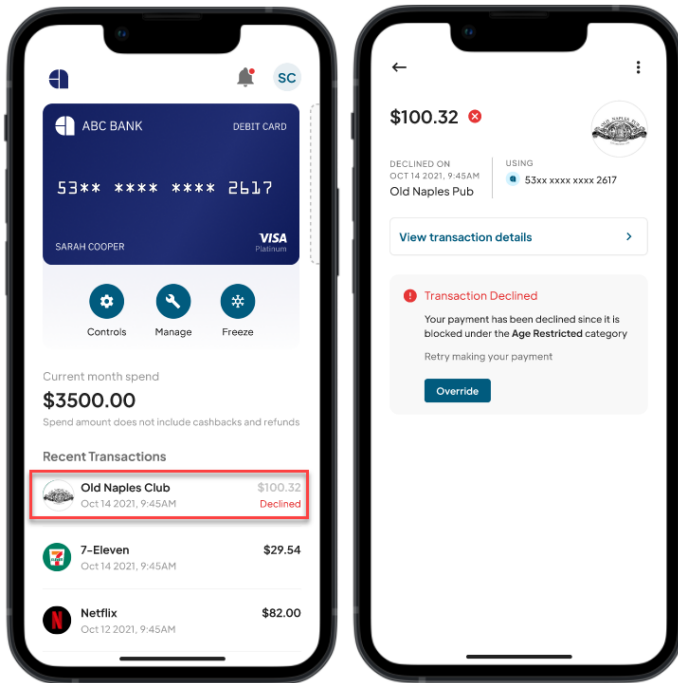 SC
ABC BANK
DEBIT CARD
53** **** **** 2617
SARAH COOPER
VISA
Platinum
Controls
Manage
Freeze
Current month spend
$3500.00
Spend amount does not include cashbacks and refunds
Recent Transactions
Old Naples Club
$100.32
Oct 14 2021, 9:45AM
Declined
7-Eleven
$29.54
Oct 14 2021, 9:45AM
Netflix
$82.00
Oct 12 2021, 9:45AM
$100.32
OLD NAPLES PUB
DECLINED ON
OCT 14 2021, 9:45AM
Old Naples Pub
USING
53xx xxxx xxxx 2617
View transaction details
Transaction Declined
Your payment has been declined since it is
blocked under the Age Restricted category
Retry making your payment
Override